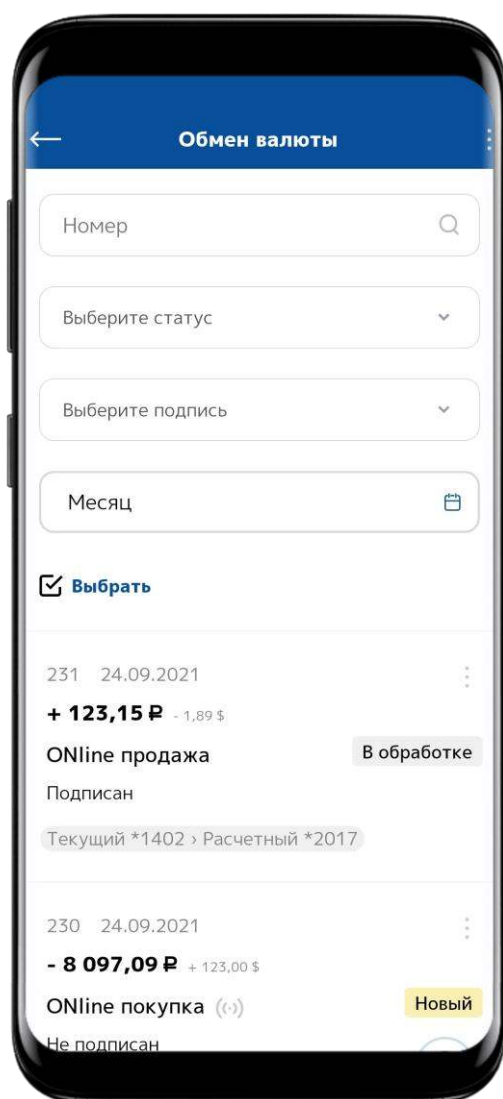 Обмен валюты
Номер
Выберите статус
Выберите подпись
Месяц
Выбрать
231 24.09.2021
+ 123,15 ₽ - 1,89 $
ONline продажа В обработке
Подписан
Текущий *1402 › Расчетный *2017
230 24.09.2021
- 8 097,09 ₽ + 123,00 $
ONline покупка Новый
Не подписан